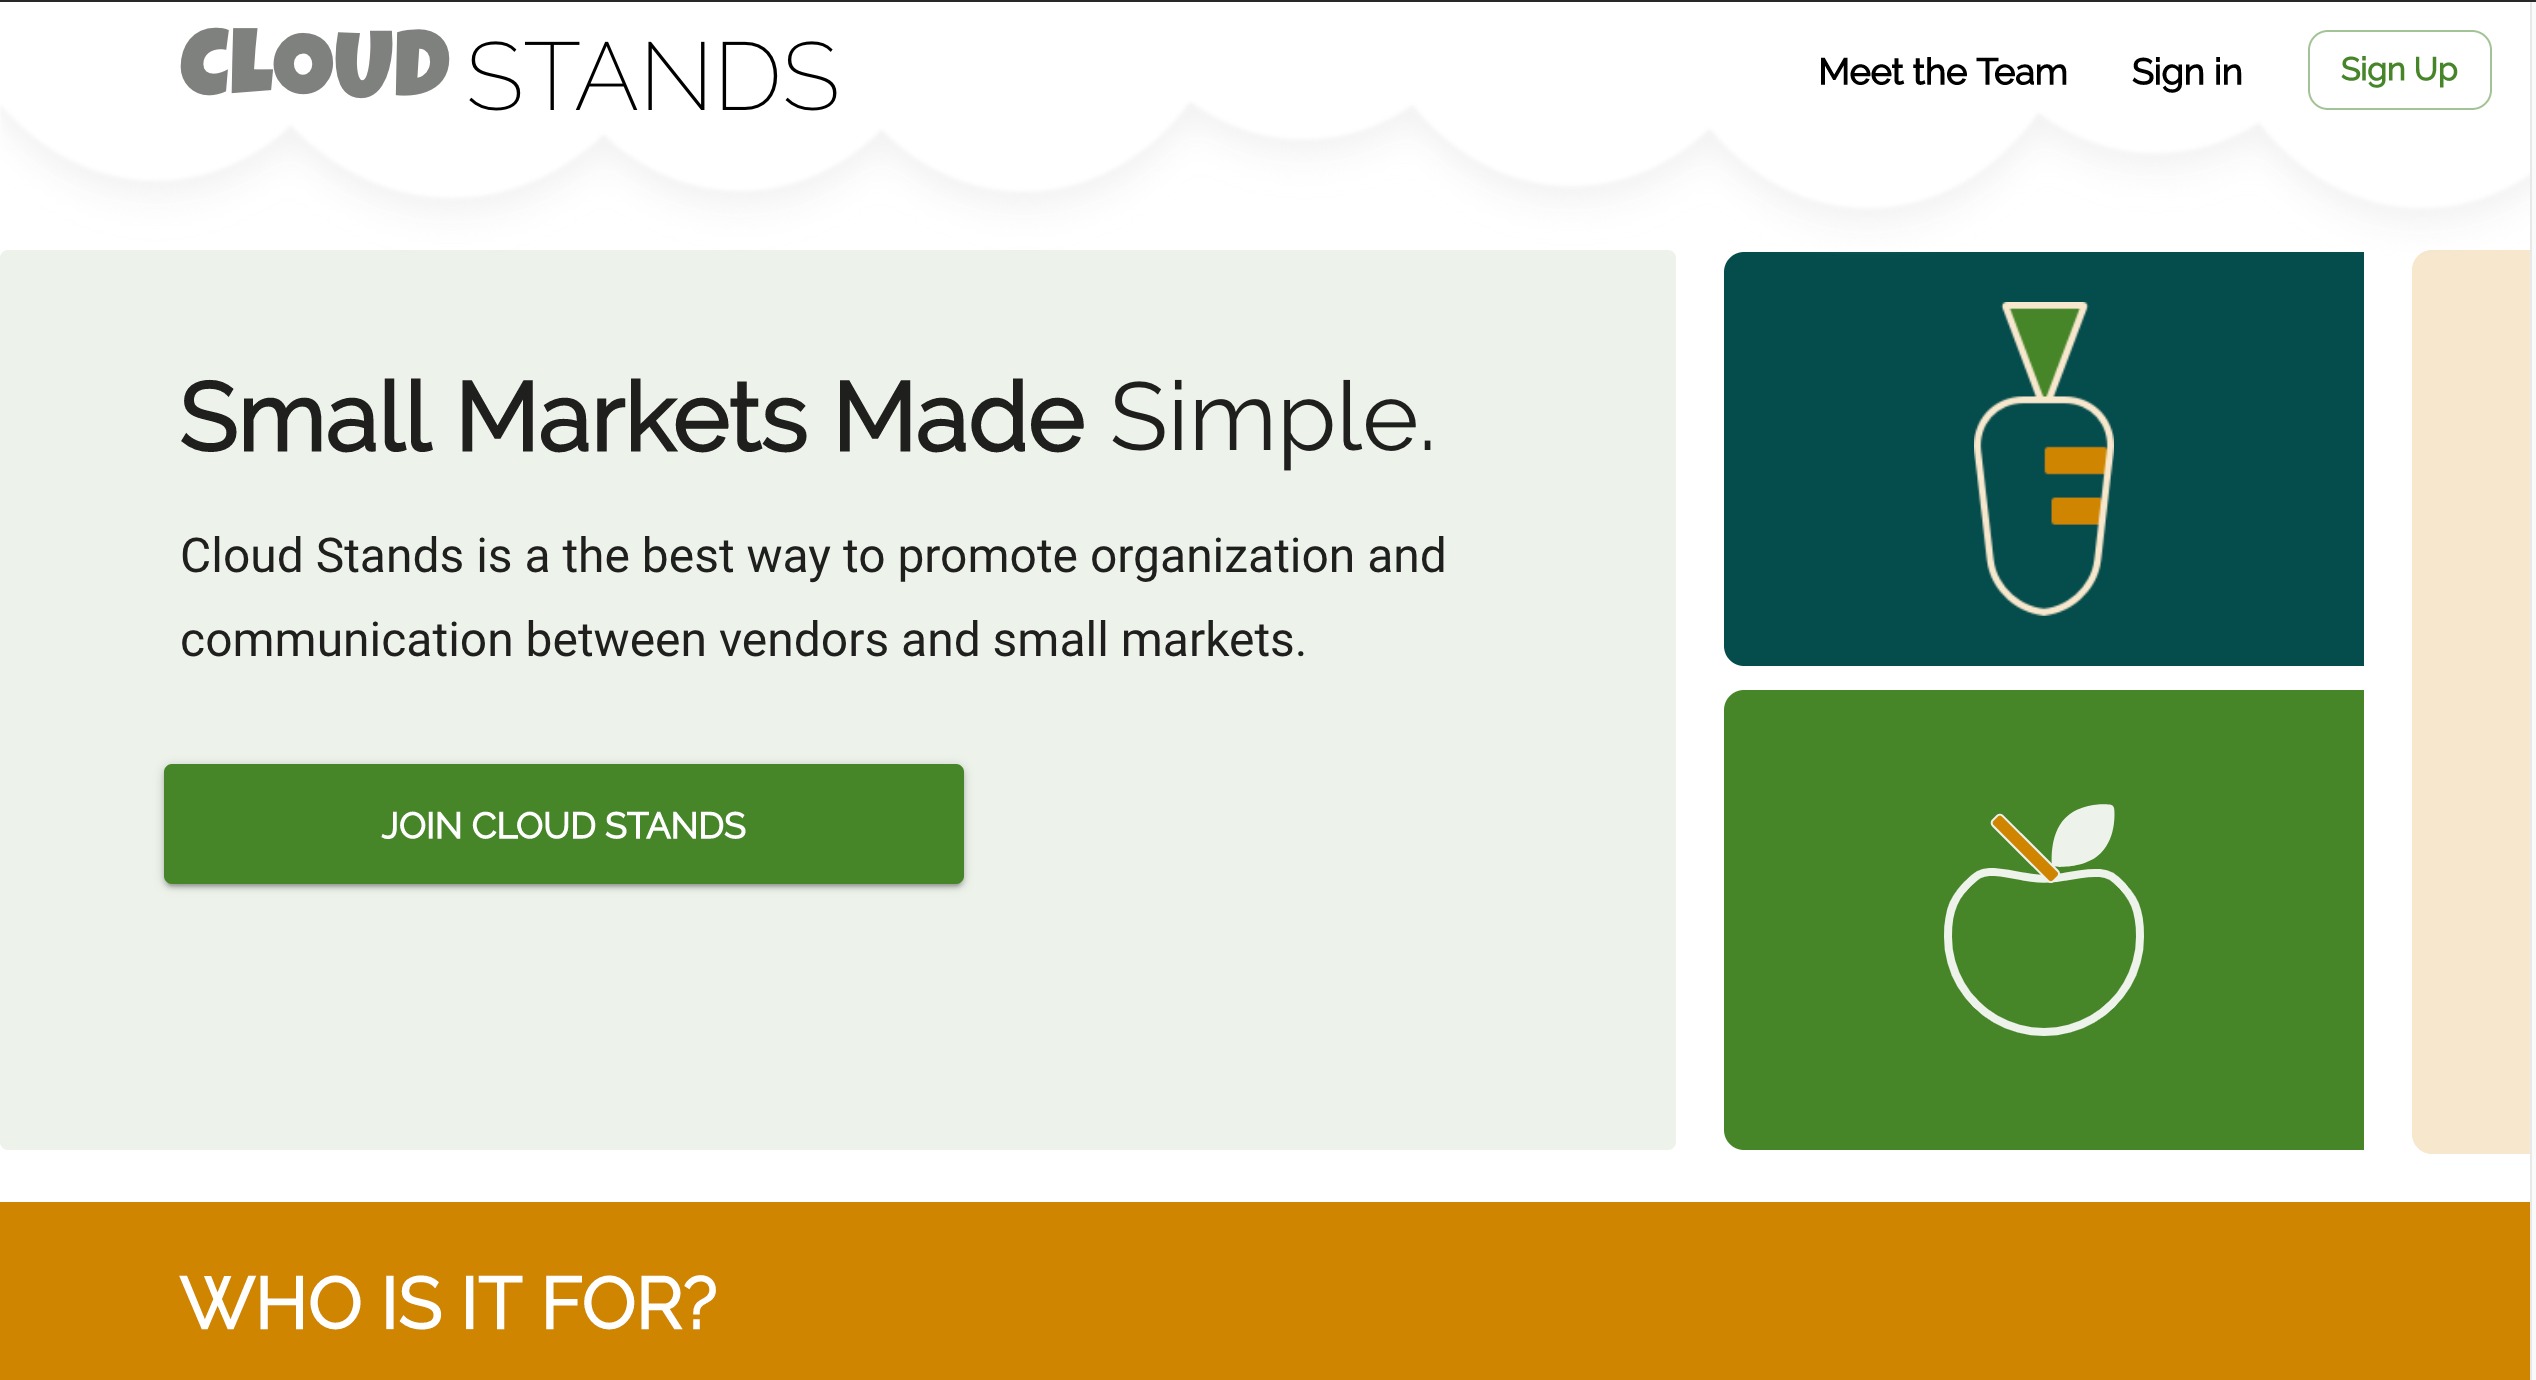 CLOUD STANDS
Meet the Team
Sign in
Sign Up
Small Markets Made Simple.
Cloud Stands is a the best way to promote organization and
communication between vendors and small markets.
JOIN CLOUD STANDS
WHO IS IT FOR?